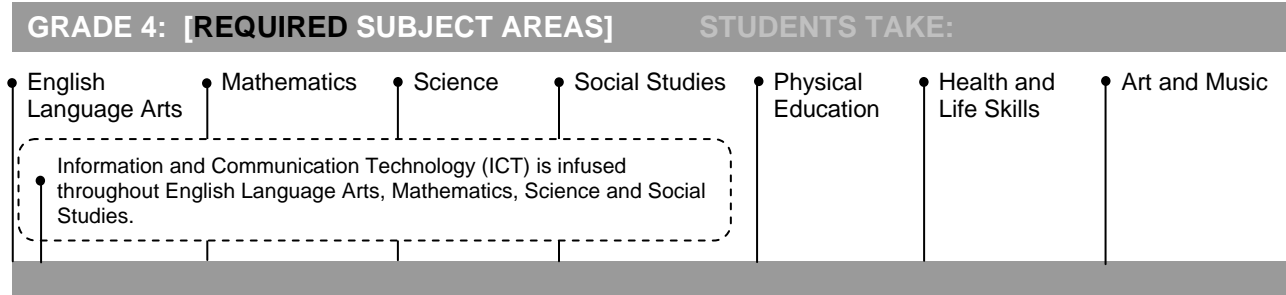 GRADE 4: [REQUIRED SUBJECT AREAS] STUDENTS TAKE:
English
Language Arts
Mathematics
Science
Social Studies
Physical
Education
Health and
Life Skills
Art and Music
Information and Communication Technology (ICT) is infused
throughout English Language Arts, Mathematics, Science and Social
Studies.